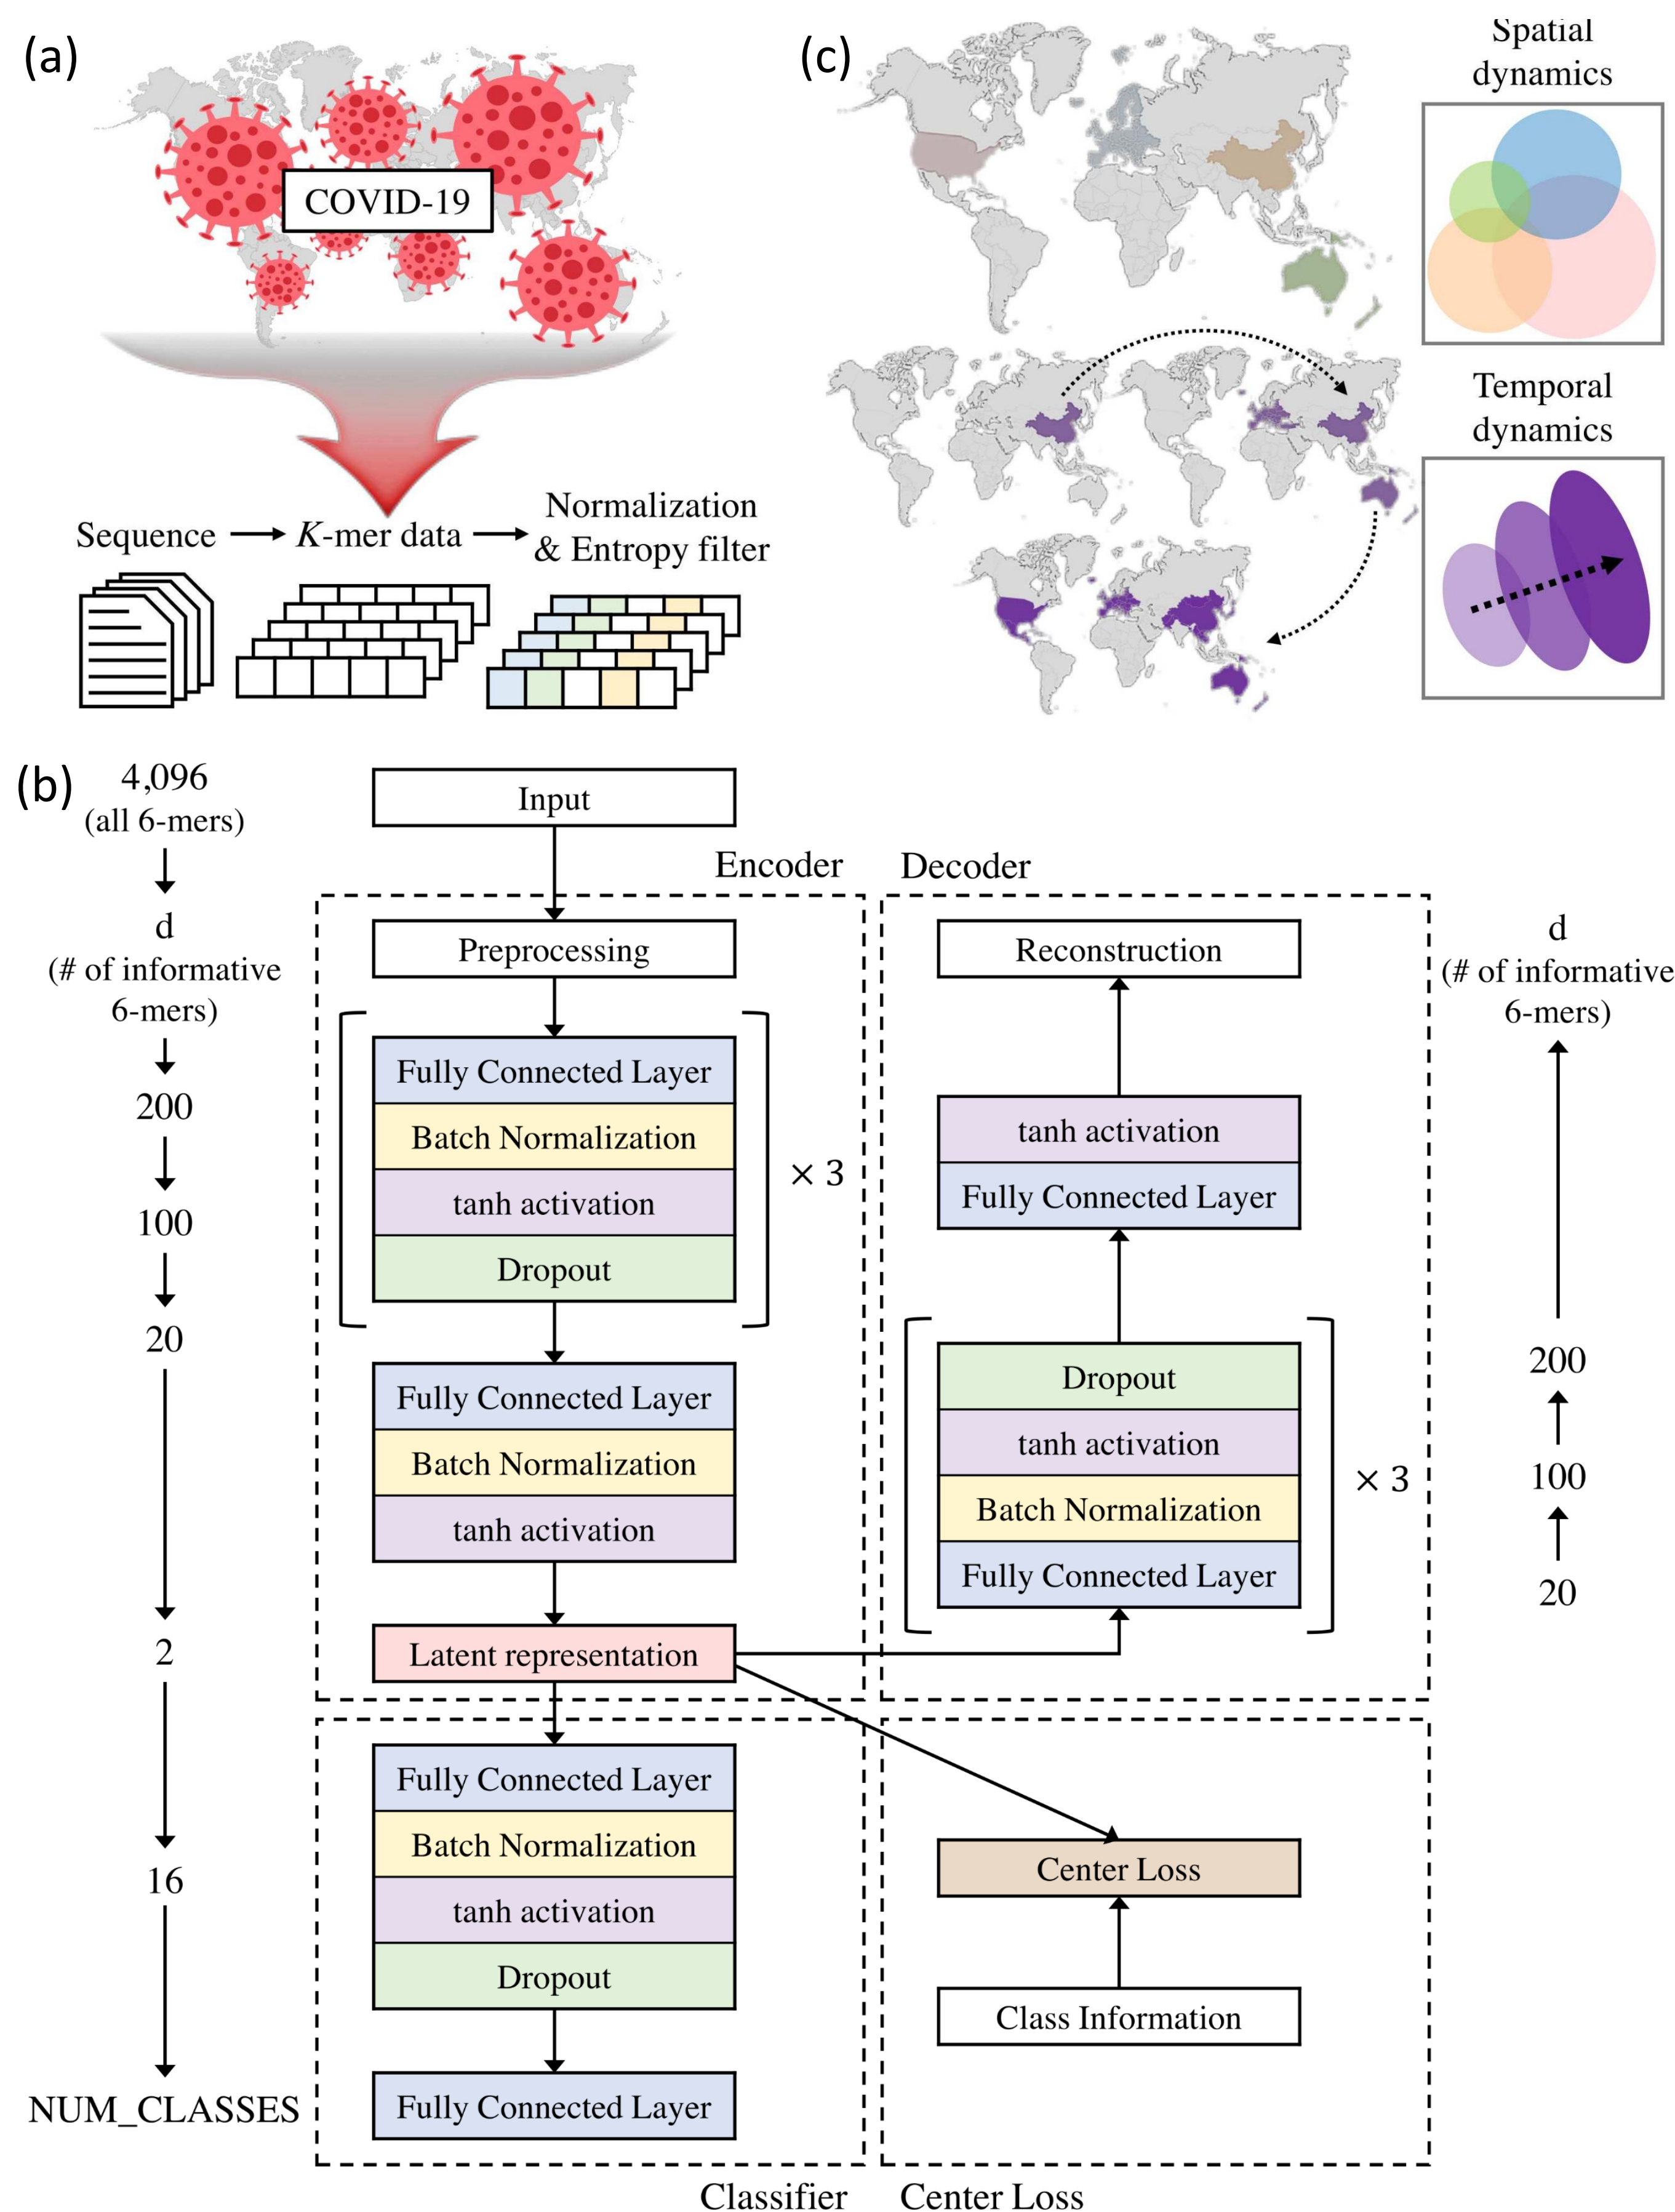 (a)
COVID-19
Sequence
K-mer data
Normalization
& Entropy filter
(c)
Spatial
dynamics
Temporal
dynamics
(b)
4,096
(all 6-mers)
d
(# of informative
6-mers)
200
100
20
2
16
NUM_CLASSES
Input
Encoder
Preprocessing
Fully Connected Layer
Batch Normalization
tanh activation
Dropout
× 3
Fully Connected Layer
Batch Normalization
tanh activation
Latent representation
Decoder
Reconstruction
tanh activation
Fully Connected Layer
Dropout
tanh activation
Batch Normalization
Fully Connected Layer
× 3
d
(# of informative
6-mers)
200
100
20
Fully Connected Layer
Batch Normalization
tanh activation
Dropout
Fully Connected Layer
Classifier
Center Loss
Class Information
Center Loss